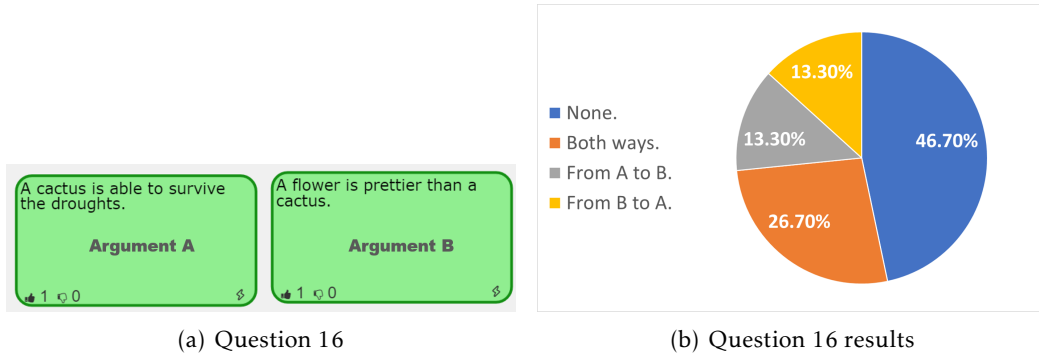 A cactus is able to survive
the droughts.
Argument A
1 0
A flower is prettier than a
cactus.
Argument B
1 0
(a) Question 16
None.
Both ways.
From A to B.
From B to A.
13.30%
13.30%
46.70%
26.70%
(b) Question 16 results